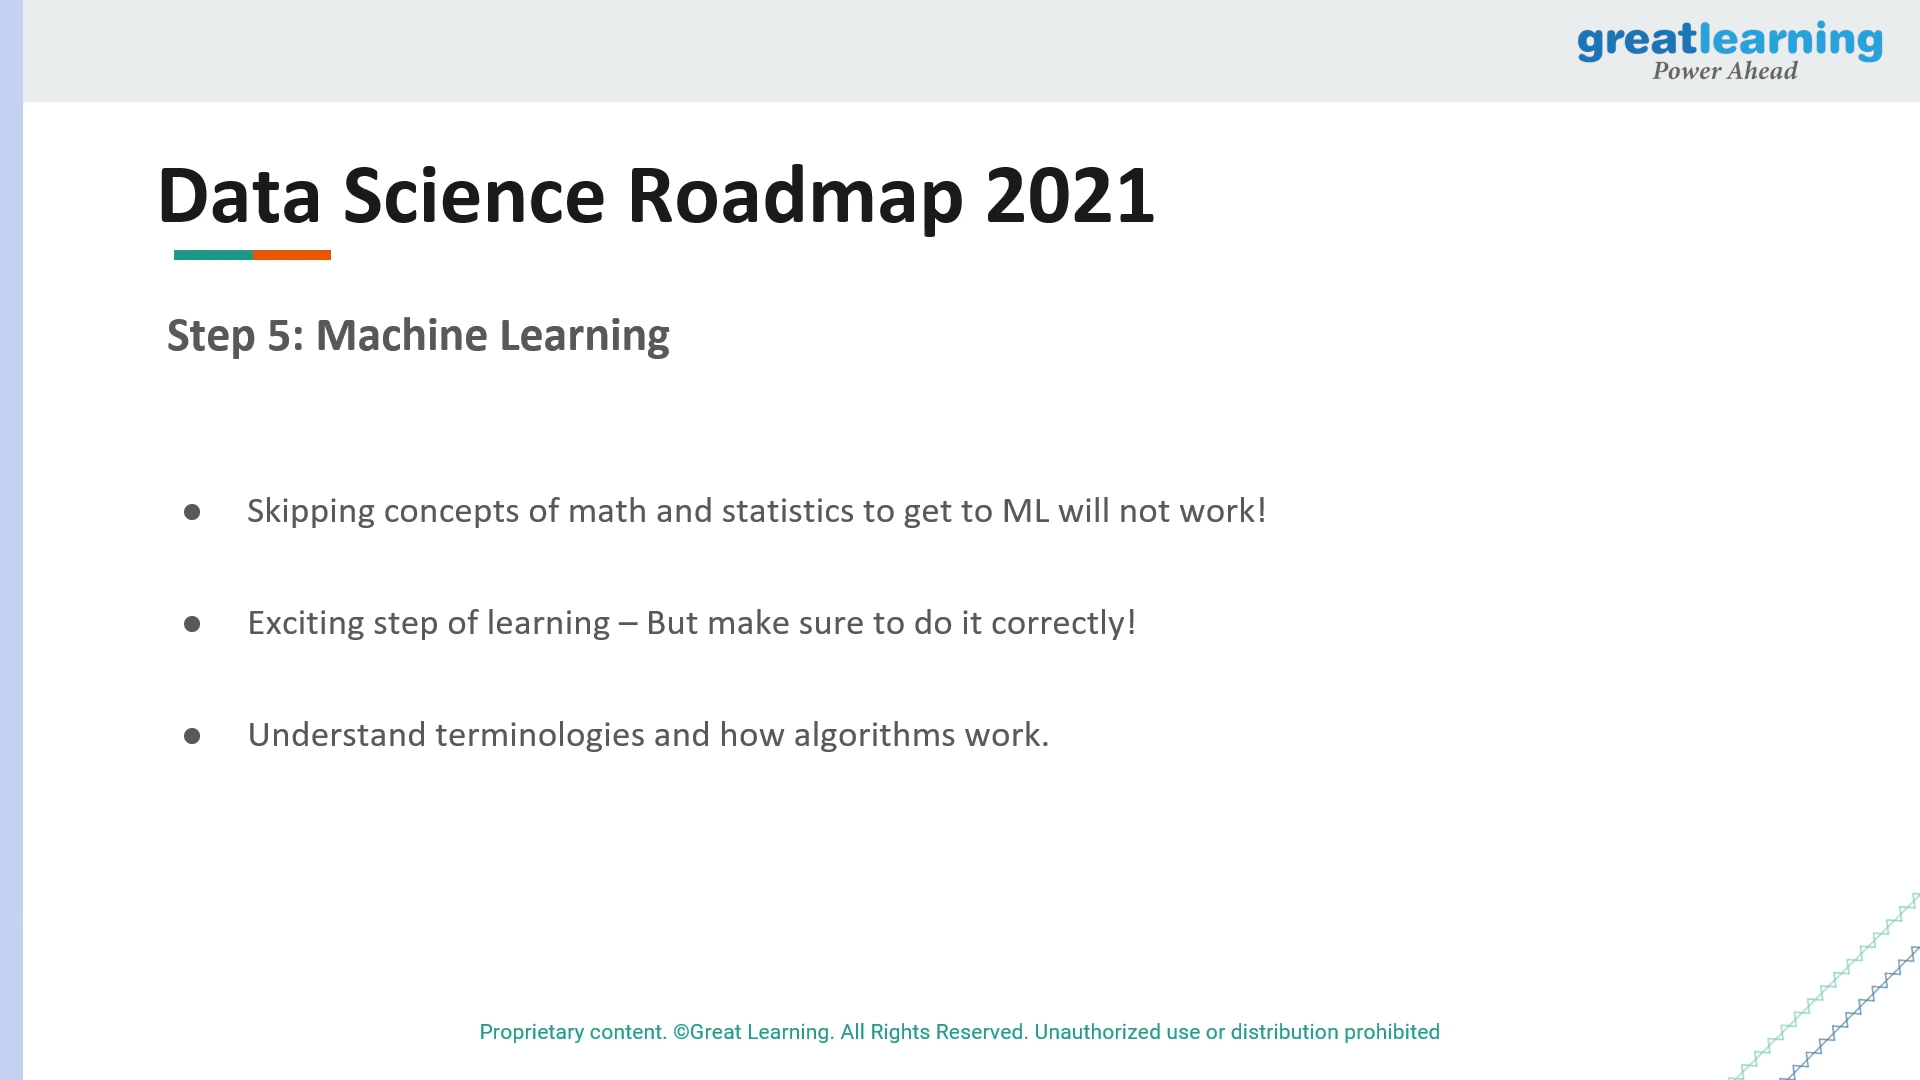 greatlearning
Power Ahead
Data Science Roadmap 2021
Step 5: Machine Learning
● Skipping concepts of math and statistics to get to ML will not work!
● Exciting step of learning – But make sure to do it correctly!
● Understand terminologies and how algorithms work.
Proprietary content. ©Great Learning. All Rights Reserved. Unauthorized use or distribution prohibited